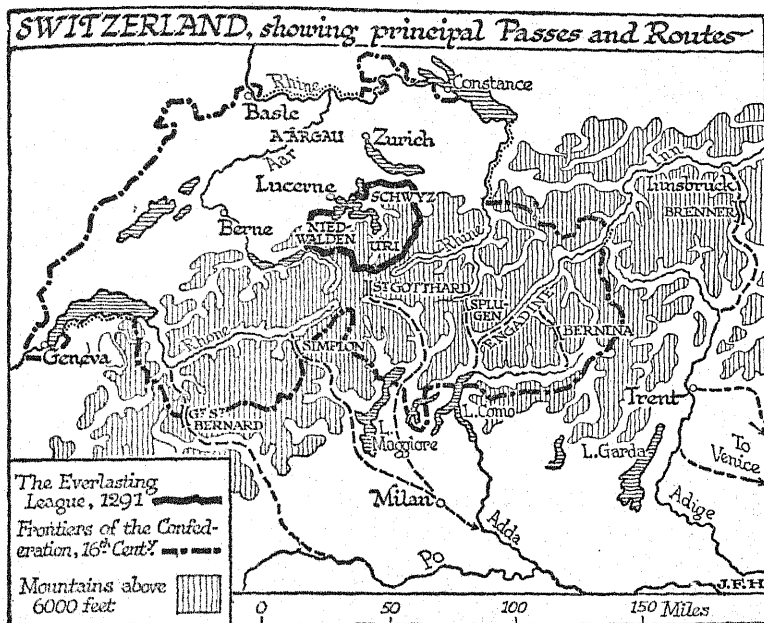 SWITZERLAND, showing principal Passes and Routes
Rhine
Constance
Basle
AARGAU
Zurich
Aar
Inn
Lucerne
SCHWYZ
Innsbruck
BRENNER
Berne
NIED-
WALDEN
URI
Rhine
St GOTTHARD
SPLU-
GEN
ENGADINE
BERNINA
Rhone
SIMPLON
Geneva
Gt St
BERNARD
L.
Maggiore
L. Como
Trent
To
Venice
L. Garda
Milan
Adda
Adige
Po
The Everlasting
League, 1291
Frontiers of the Confed-
eration, 16th Centy.
Mountains above
6000 feet
0 50 100 150 Miles
J.F.H